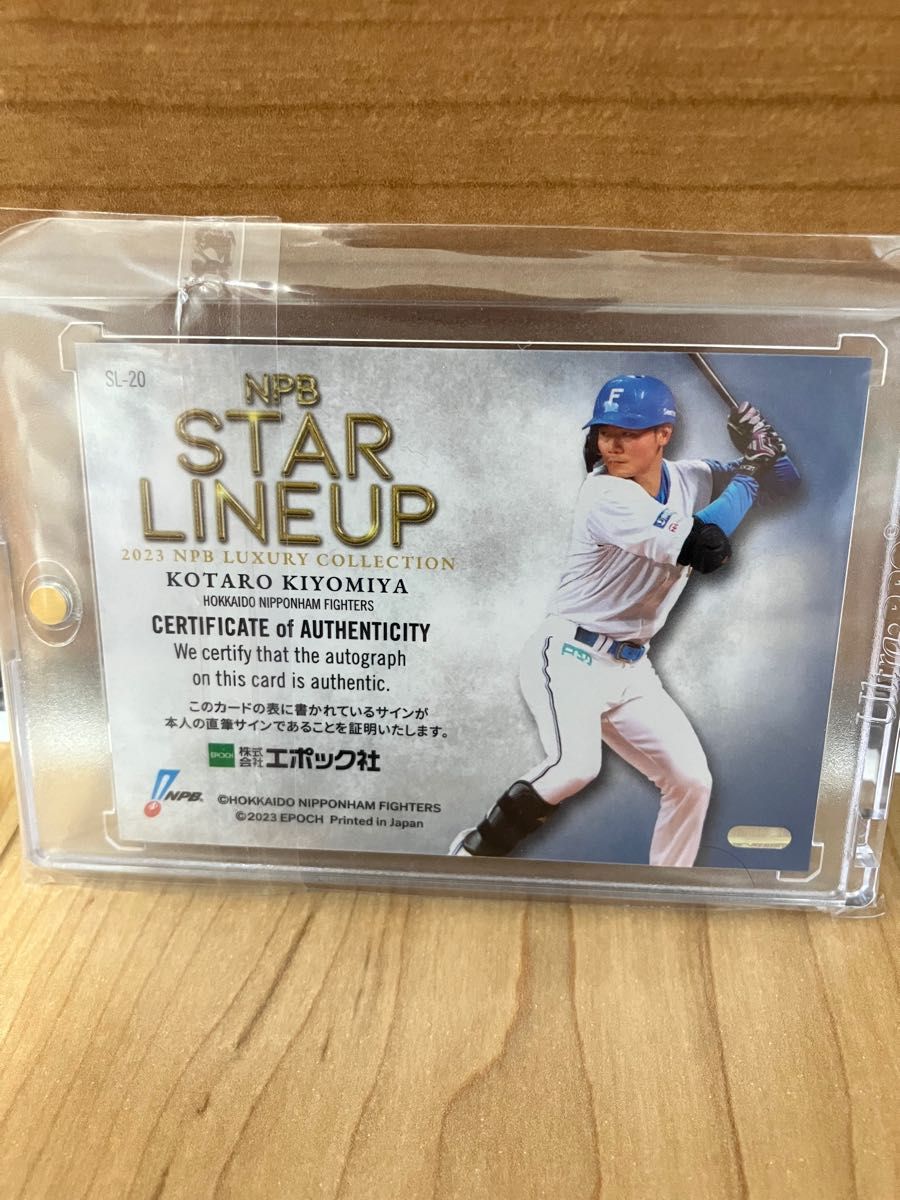 SL-20
NPB
STAR
LINEUP
2023 NPB LUXURY COLLECTION
KOTARO KIYOMIYA
HOKKAIDO NIPPONHAM FIGHTERS
CERTIFICATE of AUTHENTICITY
We certify that the autograph
on this card is authentic.
このカードの表に書かれているサインが
本人の直筆サインであることを証明いたします。
EPOCH 株式会社 エポック社
NPB
©HOKKAIDO NIPPONHAM FIGHTERS
©2023 EPOCH Printed in Japan
F